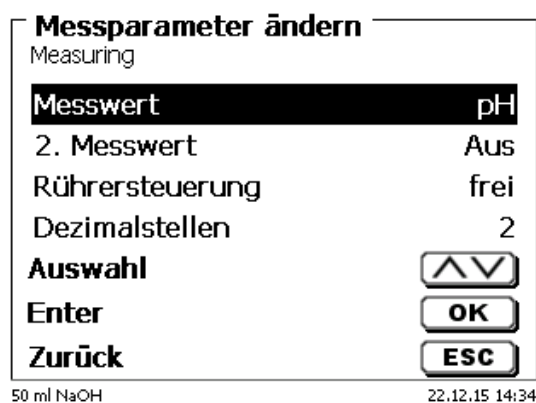 Messparameter ändern
Measuring
Messwert pH
2. Messwert Aus
Rührersteuerung frei
Dezimalstellen 2
Auswahl
Enter OK
Zurück ESC
50 ml NaOH 22.12.15 14:34